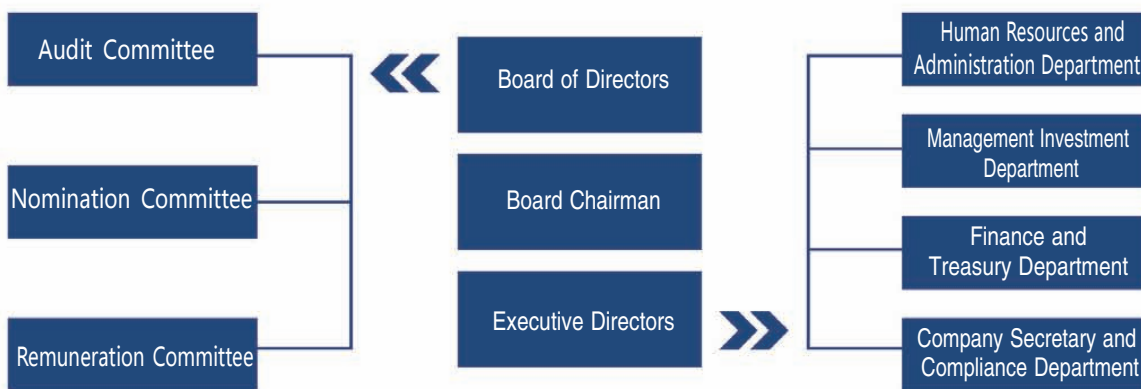 Audit Committee
Nomination Committee
Remuneration Committee
Board of Directors
Board Chairman
Executive Directors
Human Resources and
Administration Department
Management Investment
Department
Finance and
Treasury Department
Company Secretary and
Compliance Department